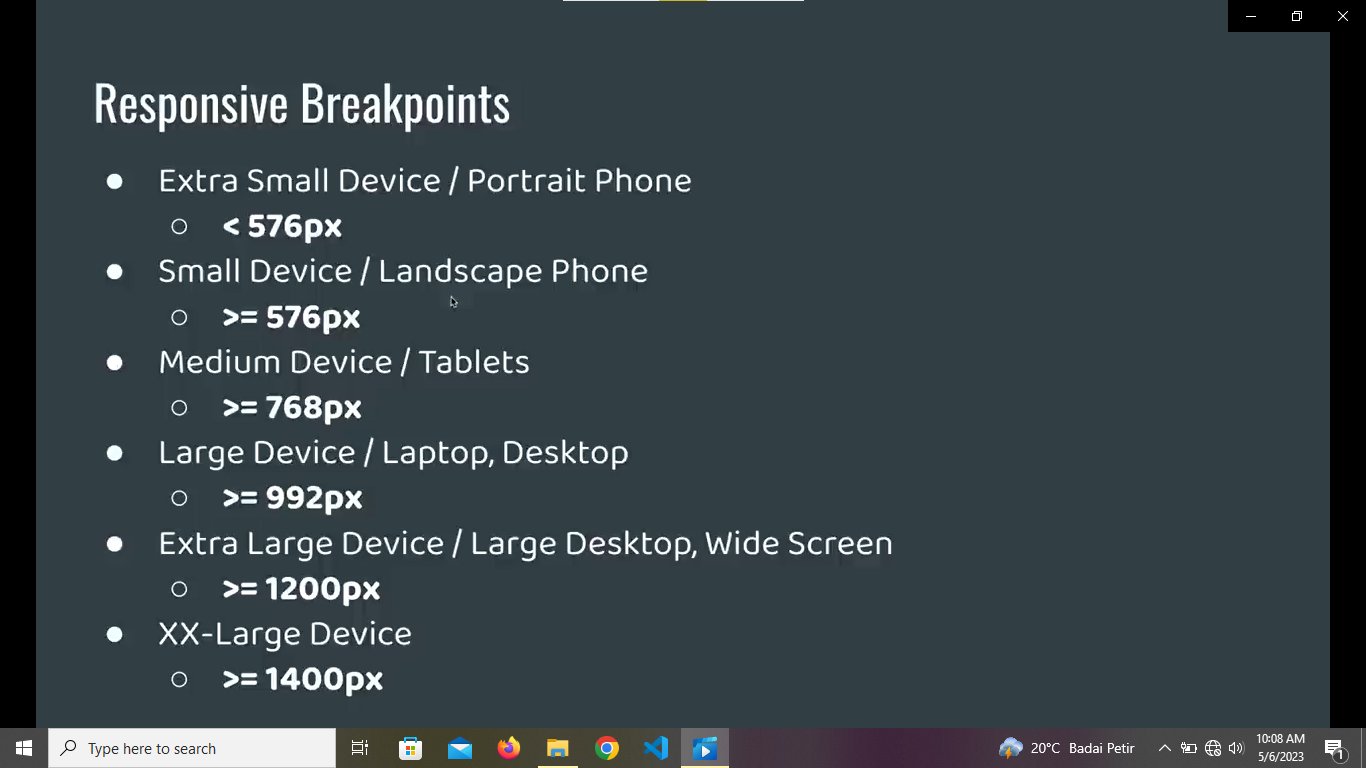 Responsive Breakpoints
● Extra Small Device / Portrait Phone
○ < 576px
● Small Device / Landscape Phone
○ >= 576px
● Medium Device / Tablets
○ >= 768px
● Large Device / Laptop, Desktop
○ >= 992px
● Extra Large Device / Large Desktop, Wide Screen
○ >= 1200px
● XX-Large Device
○ >= 1400px
Type here to search
20°C Badai Petir
10:08 AM
5/6/2023
1